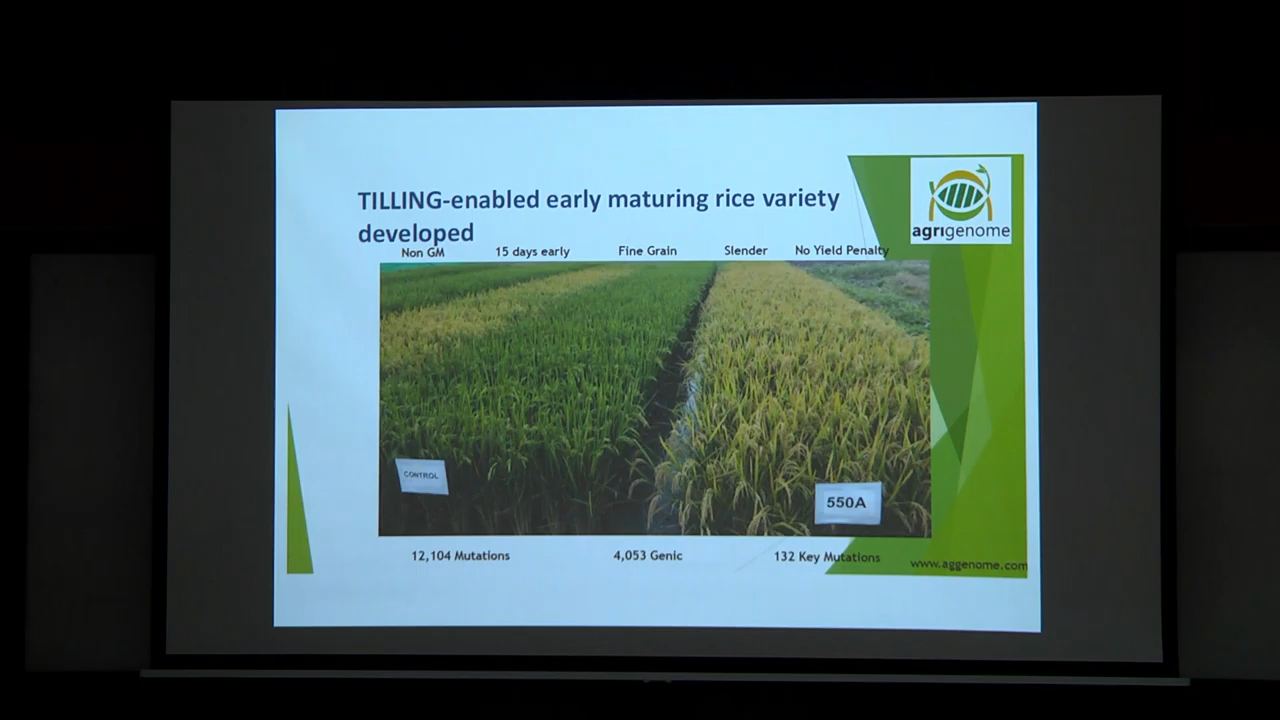 TILLING-enabled early maturing rice variety
developed
agrigenome
Non GM 15 days early Fine Grain Slender No Yield Penalty
CONTROL
550A
12,104 Mutations 4,053 Genic 132 Key Mutations
www.aggenome.com